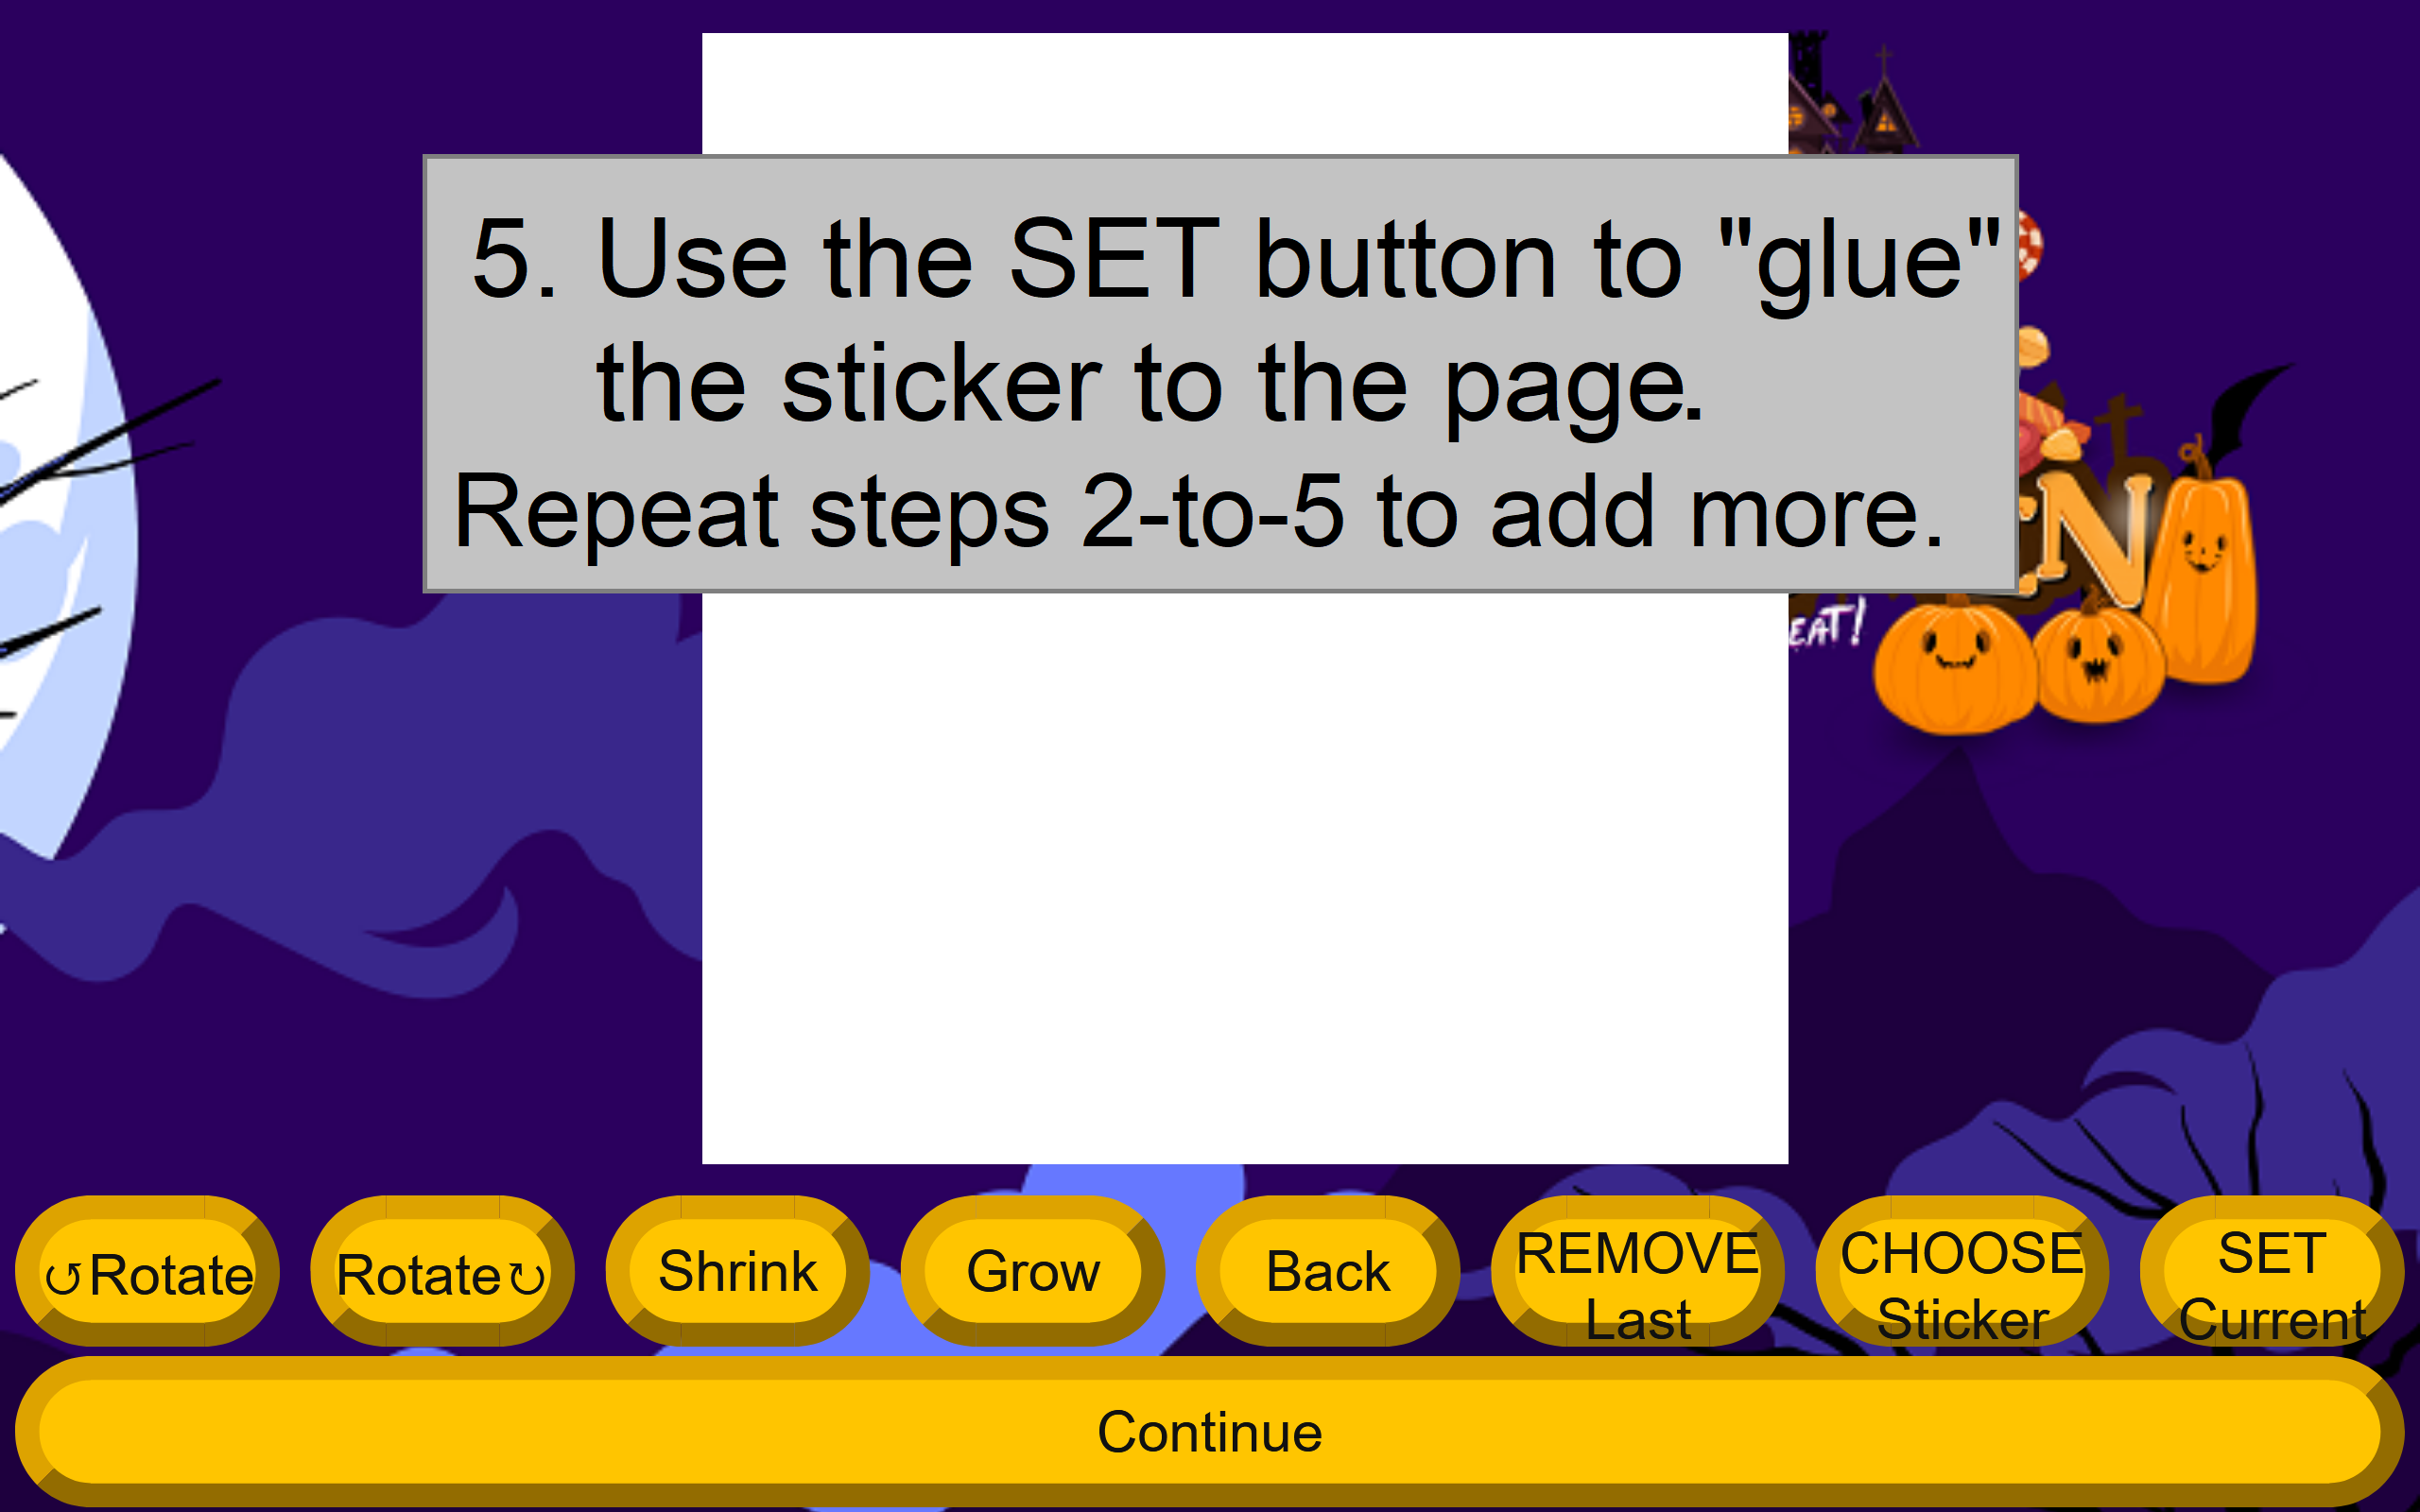 5. Use the SET button to "glue"
the sticker to the page.
Repeat steps 2-to-5 to add more.
N
EAT!
↺Rotate
Rotate↻
Shrink
Grow
Back
REMOVE
Last
CHOOSE
Sticker
SET
Current
Continue